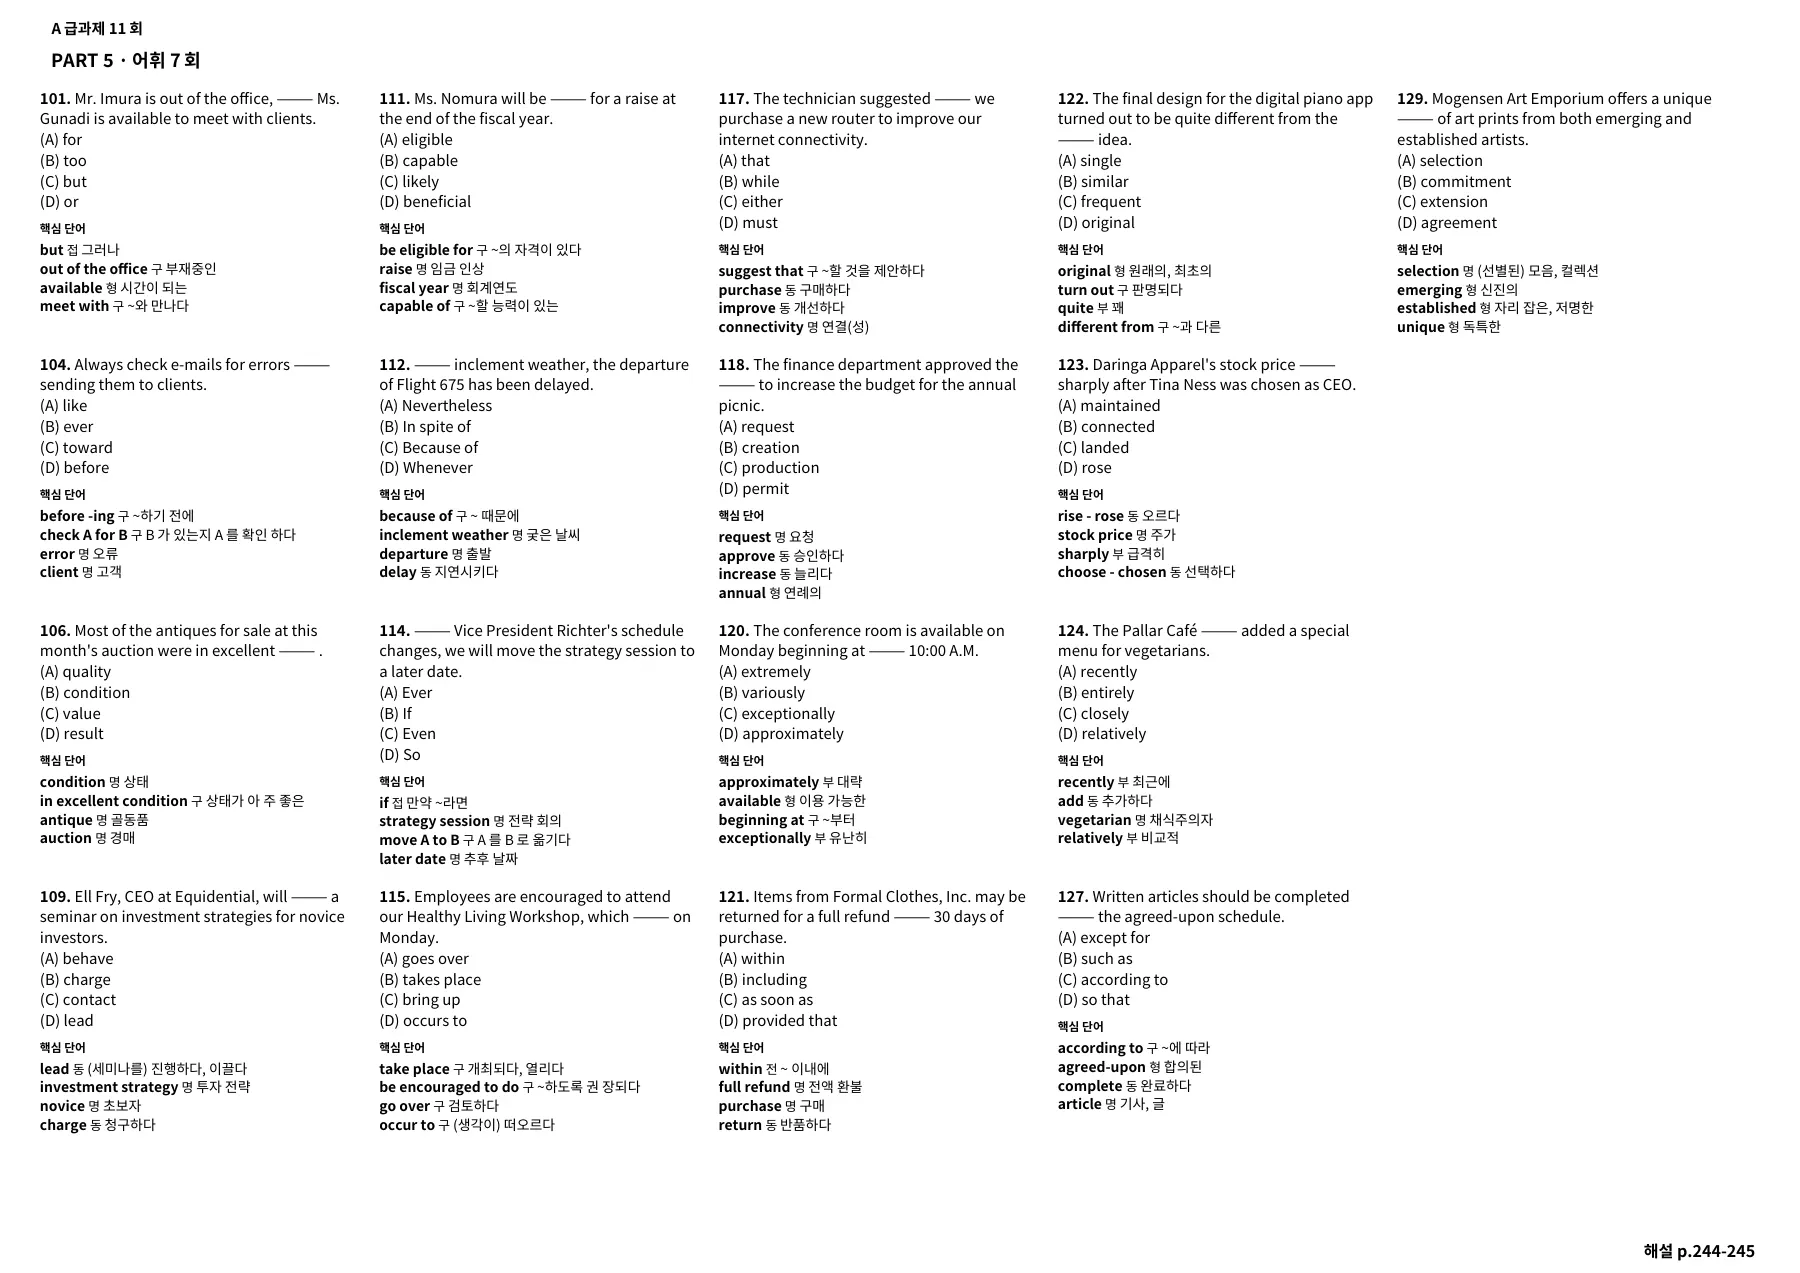 A 급과제 11 회
PART 5 · 어휘 7 회
101. Mr. Imura is out of the office, —— Ms.
Gunadi is available to meet with clients.
(A) for
(B) too
(C) but
(D) or
핵심 단어
but 접 그러나
out of the office 구 부재중인
available 형 시간이 되는
meet with 구 ~와 만나다
104. Always check e-mails for errors ——
sending them to clients.
(A) like
(B) ever
(C) toward
(D) before
핵심 단어
before -ing 구 ~하기 전에
check A for B 구 B 가 있는지 A 를 확인 하다
error 명 오류
client 명 고객
106. Most of the antiques for sale at this
month's auction were in excellent —— .
(A) quality
(B) condition
(C) value
(D) result
핵심 단어
condition 명 상태
in excellent condition 구 상태가 아 주 좋은
antique 명 골동품
auction 명 경매
109. Ell Fry, CEO at Equidential, will —— a
seminar on investment strategies for novice
investors.
(A) behave
(B) charge
(C) contact
(D) lead
핵심 단어
lead 동 (세미나를) 진행하다, 이끌다
investment strategy 명 투자 전략
novice 명 초보자
charge 동 청구하다
111. Ms. Nomura will be —— for a raise at
the end of the fiscal year.
(A) eligible
(B) capable
(C) likely
(D) beneficial
핵심 단어
be eligible for 구 ~의 자격이 있다
raise 명 임금 인상
fiscal year 명 회계연도
capable of 구 ~할 능력이 있는
112. —— inclement weather, the departure
of Flight 675 has been delayed.
(A) Nevertheless
(B) In spite of
(C) Because of
(D) Whenever
핵심 단어
because of 구 ~ 때문에
inclement weather 명 궂은 날씨
departure 명 출발
delay 동 지연시키다
114. —— Vice President Richter's schedule
changes, we will move the strategy session to
a later date.
(A) Ever
(B) If
(C) Even
(D) So
핵심 단어
if 접 만약 ~라면
strategy session 명 전략 회의
move A to B 구 A 를 B 로 옮기다
later date 명 추후 날짜
115. Employees are encouraged to attend
our Healthy Living Workshop, which —— on
Monday.
(A) goes over
(B) takes place
(C) bring up
(D) occurs to
핵심 단어
take place 구 개최되다, 열리다
be encouraged to do 구 ~하도록 권 장되다
go over 구 검토하다
occur to 구 (생각이) 떠오르다
117. The technician suggested —— we
purchase a new router to improve our
internet connectivity.
(A) that
(B) while
(C) either
(D) must
핵심 단어
suggest that 구 ~할 것을 제안하다
purchase 동 구매하다
improve 동 개선하다
connectivity 명 연결(성)
118. The finance department approved the
—— to increase the budget for the annual
picnic.
(A) request
(B) creation
(C) production
(D) permit
핵심 단어
request 명 요청
approve 동 승인하다
increase 동 늘리다
annual 형 연례의
120. The conference room is available on
Monday beginning at —— 10:00 A.M.
(A) extremely
(B) variously
(C) exceptionally
(D) approximately
핵심 단어
approximately 부 대략
available 형 이용 가능한
beginning at 구 ~부터
exceptionally 부 유난히
121. Items from Formal Clothes, Inc. may be
returned for a full refund —— 30 days of
purchase.
(A) within
(B) including
(C) as soon as
(D) provided that
핵심 단어
within 전 ~ 이내에
full refund 명 전액 환불
purchase 명 구매
return 동 반품하다
122. The final design for the digital piano app
turned out to be quite different from the
—— idea.
(A) single
(B) similar
(C) frequent
(D) original
핵심 단어
original 형 원래의, 최초의
turn out 구 판명되다
quite 부 꽤
different from 구 ~과 다른
123. Daringa Apparel's stock price ——
sharply after Tina Ness was chosen as CEO.
(A) maintained
(B) connected
(C) landed
(D) rose
핵심 단어
rise - rose 동 오르다
stock price 명 주가
sharply 부 급격히
choose - chosen 동 선택하다
124. The Pallar Café —— added a special
menu for vegetarians.
(A) recently
(B) entirely
(C) closely
(D) relatively
핵심 단어
recently 부 최근에
add 동 추가하다
vegetarian 명 채식주의자
relatively 부 비교적
127. Written articles should be completed
—— the agreed-upon schedule.
(A) except for
(B) such as
(C) according to
(D) so that
핵심 단어
according to 구 ~에 따라
agreed-upon 형 합의된
complete 동 완료하다
article 명 기사, 글
129. Mogensen Art Emporium offers a unique
—— of art prints from both emerging and
established artists.
(A) selection
(B) commitment
(C) extension
(D) agreement
핵심 단어
selection 명 (선별된) 모음, 컬렉션
emerging 형 신진의
established 형 자리 잡은, 저명한
unique 형 독특한
해설 p.244-245